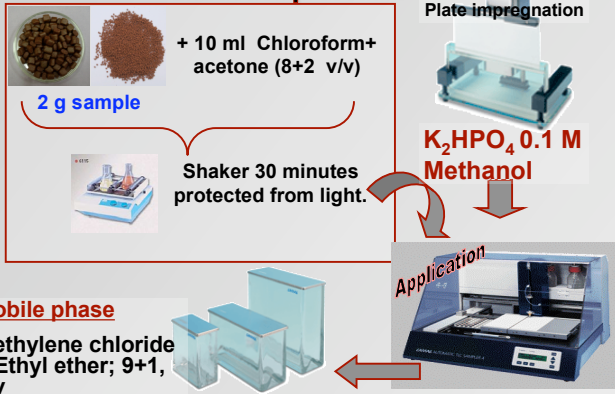 Plate impregnation
+ 10 ml Chloroform+
acetone (8+2 v/v)
2 g sample
Shaker 30 minutes
protected from light.
K₂HPO₄ 0.1 M
Methanol
Application
obile phase
ethylene chloride
Ethyl ether; 9+1,